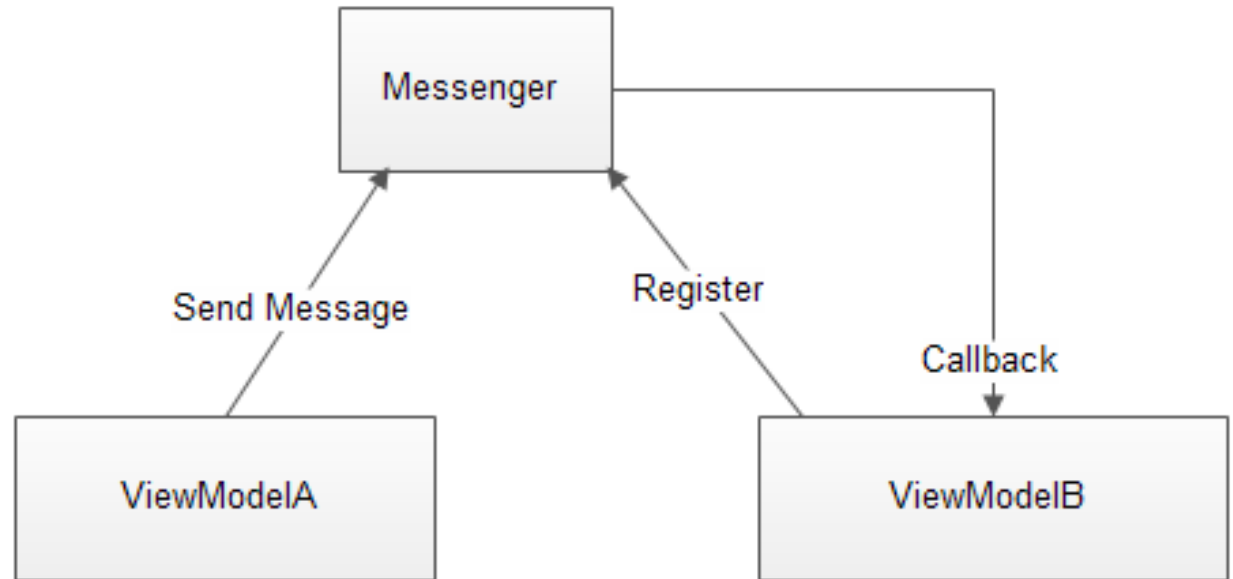 Messenger
Send Message
Register
Callback
ViewModelA
ViewModelB